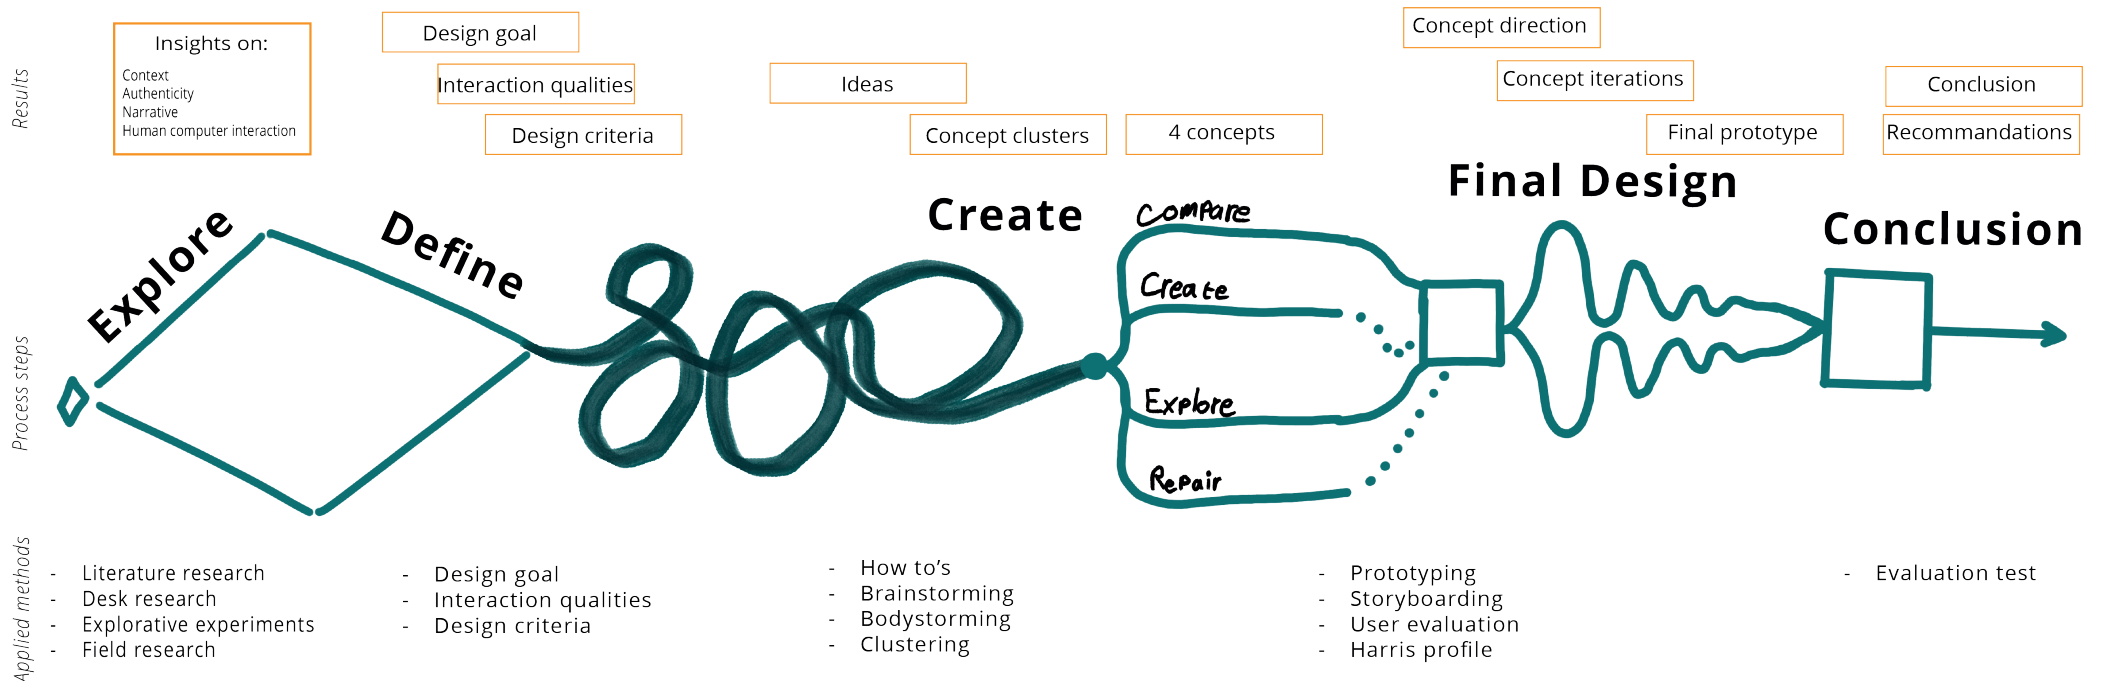 Results
Insights on:
Context
Authenticity
Narrative
Human computer interaction
Design goal
Interaction qualities
Design criteria
Ideas
Concept clusters
4 concepts
Concept direction
Concept iterations
Final prototype
Conclusion
Recommandations
Process steps
Explore
Define
Create
Compare
Create
Explore
Repair
Final Design
Conclusion
Applied methods
- Literature research
- Desk research
- Explorative experiments
- Field research
- Design goal
- Interaction qualities
- Design criteria
- How to’s
- Brainstorming
- Bodystorming
- Clustering
- Prototyping
- Storyboarding
- User evaluation
- Harris profile
- Evaluation test